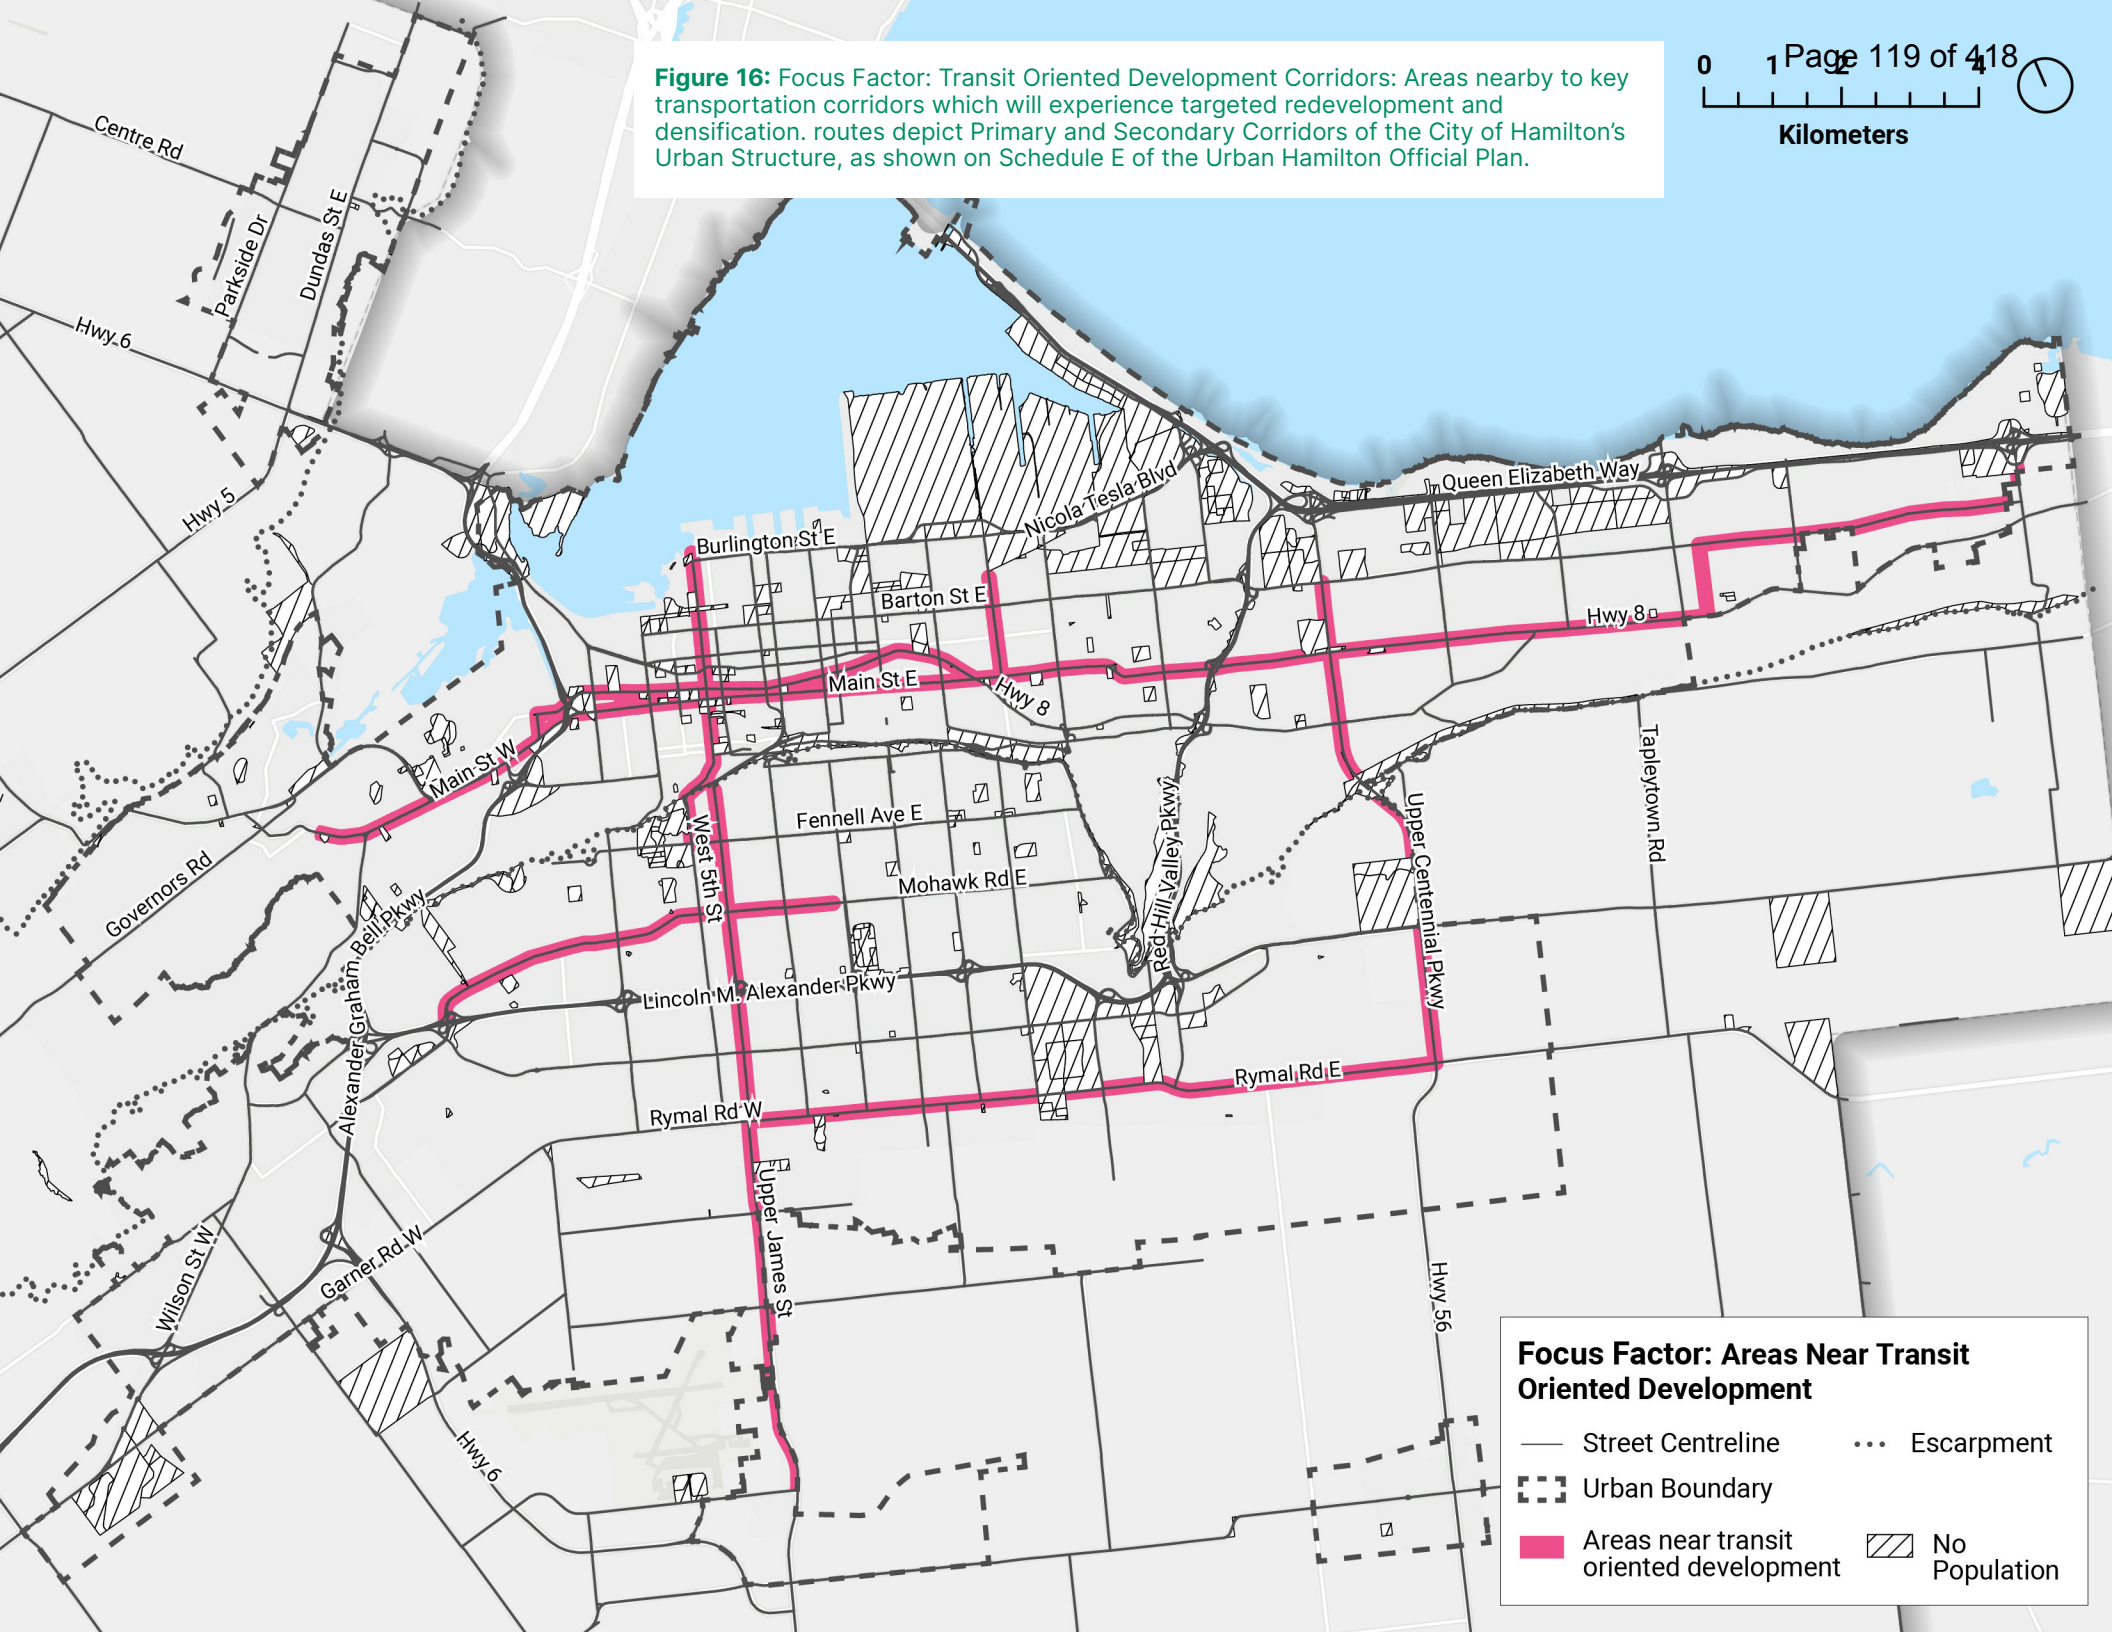 Page 119 of 418
Figure 16: Focus Factor: Transit Oriented Development Corridors: Areas nearby to key
transportation corridors which will experience targeted redevelopment and
densification. routes depict Primary and Secondary Corridors of the City of Hamilton's
Urban Structure, as shown on Schedule E of the Urban Hamilton Official Plan.
0 1 2 4
Kilometers
Centre Rd
Parkside Dr
Dundas St E
Hwy 6
Hwy 5
Queen Elizabeth Way
Nicola Tesla Blvd
Burlington St E
Barton St E
Hwy 8
Main St E
Hwy 8
Main St W
Tapleytown Rd
Fennell Ave E
West 5th St
Red Hill Valley Pkwy
Upper Centennial Pkwy
Governors Rd
Mohawk Rd E
Alexander Graham Bell Pkwy
Lincoln M. Alexander Pkwy
Rymal Rd E
Rymal Rd W
Upper James St
Wilson St W
Garner Rd W
Hwy 56
Hwy 6
Focus Factor: Areas Near Transit
Oriented Development
Street Centreline
Escarpment
Urban Boundary
Areas near transit
oriented development
No
Population